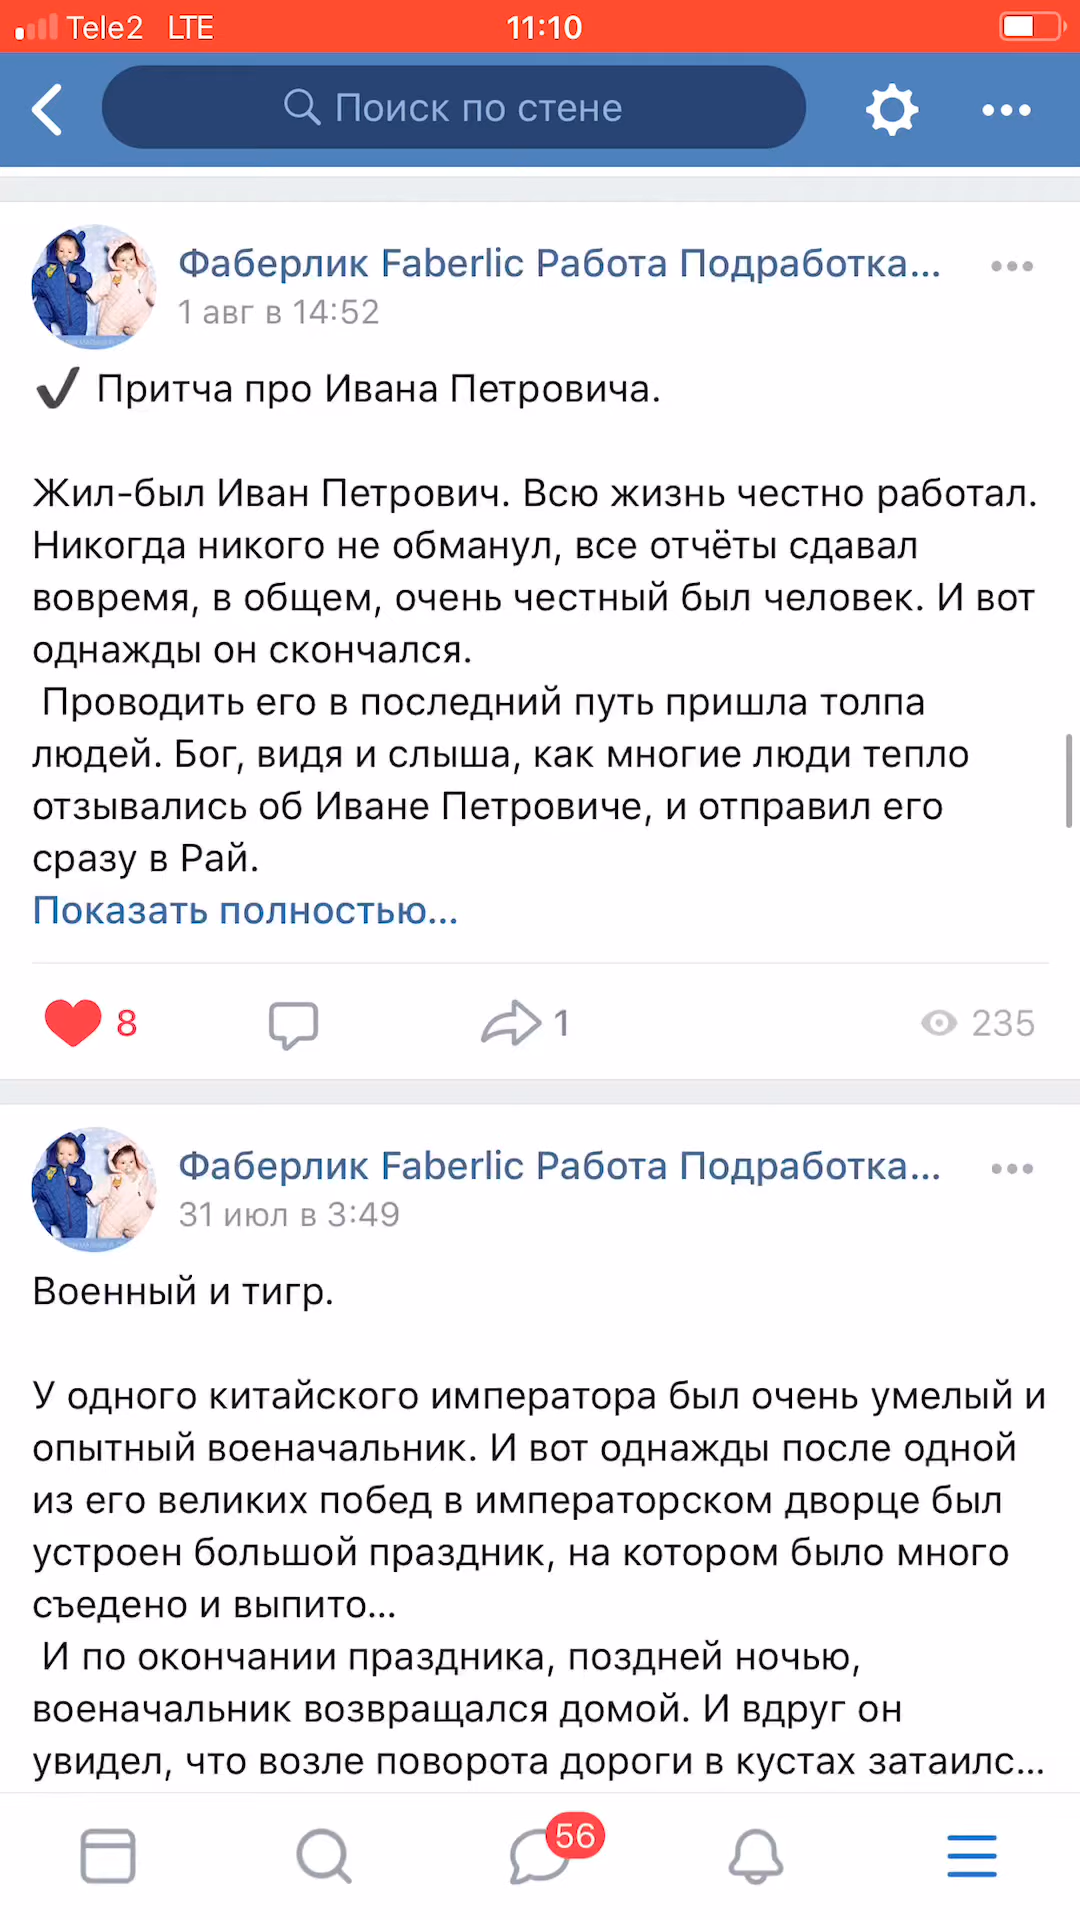 Tele2 LTE 11:10
Поиск по стене
Фаберлик Faberlic Работа Подработка...
1 авг в 14:52
✔ Притча про Ивана Петровича.
Жил-был Иван Петрович. Всю жизнь честно работал.
Никогда никого не обманул, все отчёты сдавал
вовремя, в общем, очень честный был человек. И вот
однажды он скончался.
Проводить его в последний путь пришла толпа
людей. Бог, видя и слыша, как многие люди тепло
отзывались об Иване Петровиче, и отправил его
сразу в Рай.
Показать полностью...
8 1 235
Фаберлик Faberlic Работа Подработка...
31 июл в 3:49
Военный и тигр.
У одного китайского императора был очень умелый и
опытный военачальник. И вот однажды после одной
из его великих побед в императорском дворце был
устроен большой праздник, на котором было много
съедено и выпито...
И по окончании праздника, поздней ночью,
военачальник возвращался домой. И вдруг он
увидел, что возле поворота дороги в кустах затаилс...
56